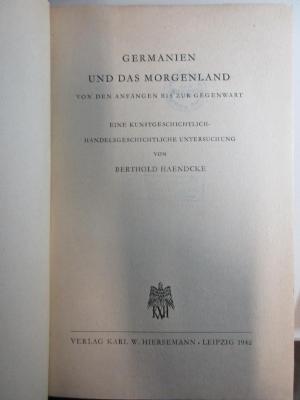 GERMANIEN
UND DAS MORGENLAND
VON DEN ANFÄNGEN BIS ZUR GEGENWART
EINE KUNSTGESCHICHTLICH-
HANDELSGESCHICHTLICHE UNTERSUCHUNG
VON
BERTHOLD HAENDCKE
VERLAG KARL W. HIERSEMANN · LEIPZIG 1942